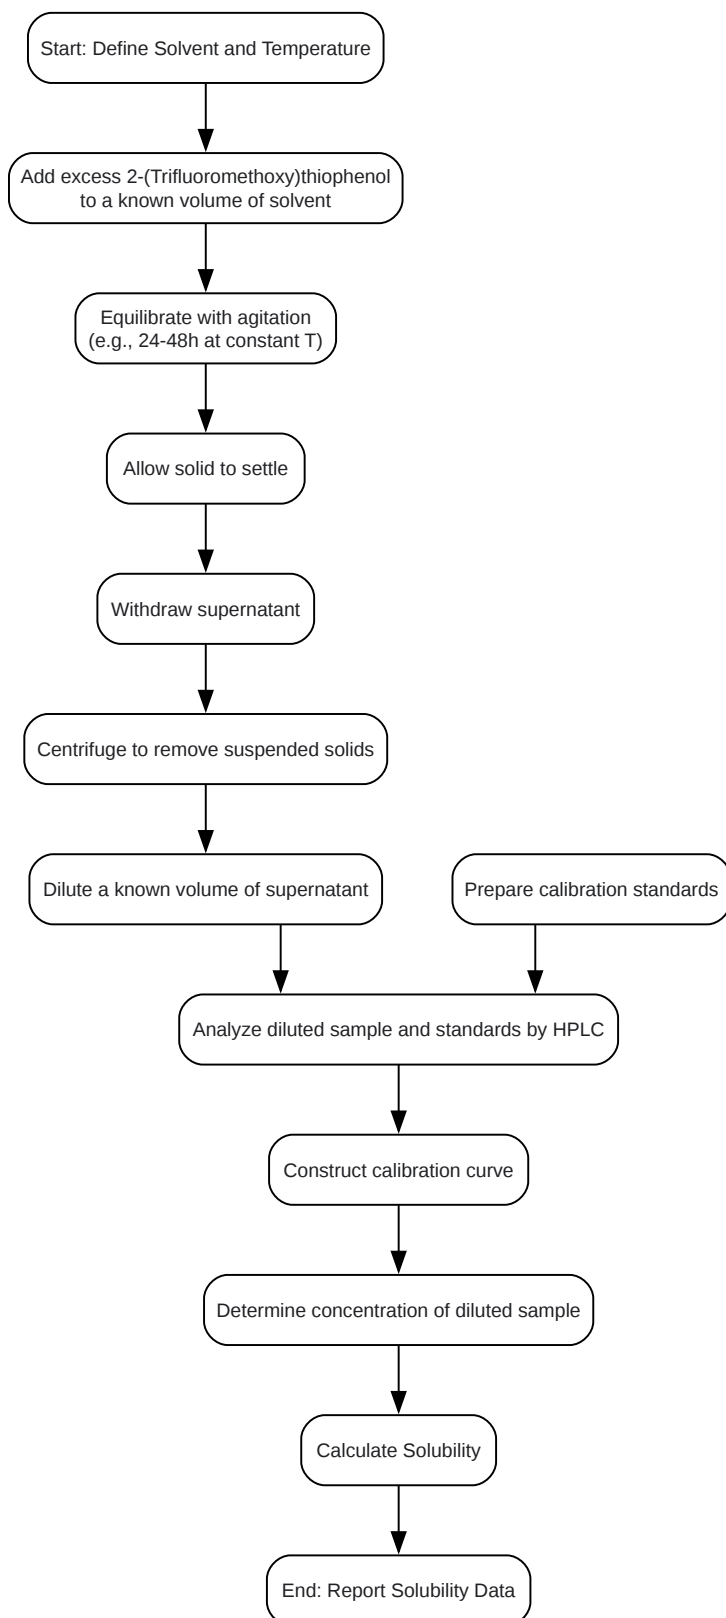 Start: Define Solvent and Temperature
Add excess 2-(Trifluoromethoxy)thiophenol
to a known volume of solvent
Equilibrate with agitation
(e.g., 24-48h at constant T)
Allow solid to settle
Withdraw supernatant
Centrifuge to remove suspended solids
Dilute a known volume of supernatant
Prepare calibration standards
Analyze diluted sample and standards by HPLC
Construct calibration curve
Determine concentration of diluted sample
Calculate Solubility
End: Report Solubility Data